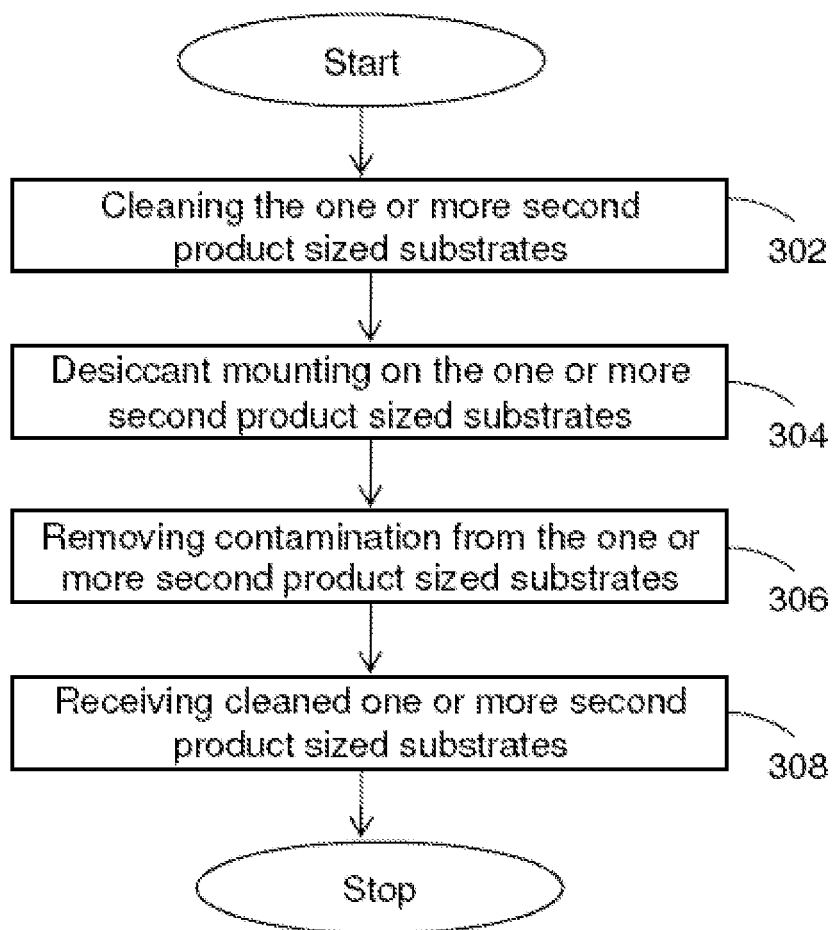 Start
Cleaning the one or more second
product sized substrates
302
Desiccant mounting on the one or more
second product sized substrates
304
Removing contamination from the one or
more second product sized substrates
306
Receiving cleaned one or more second
product sized substrates
308
Stop